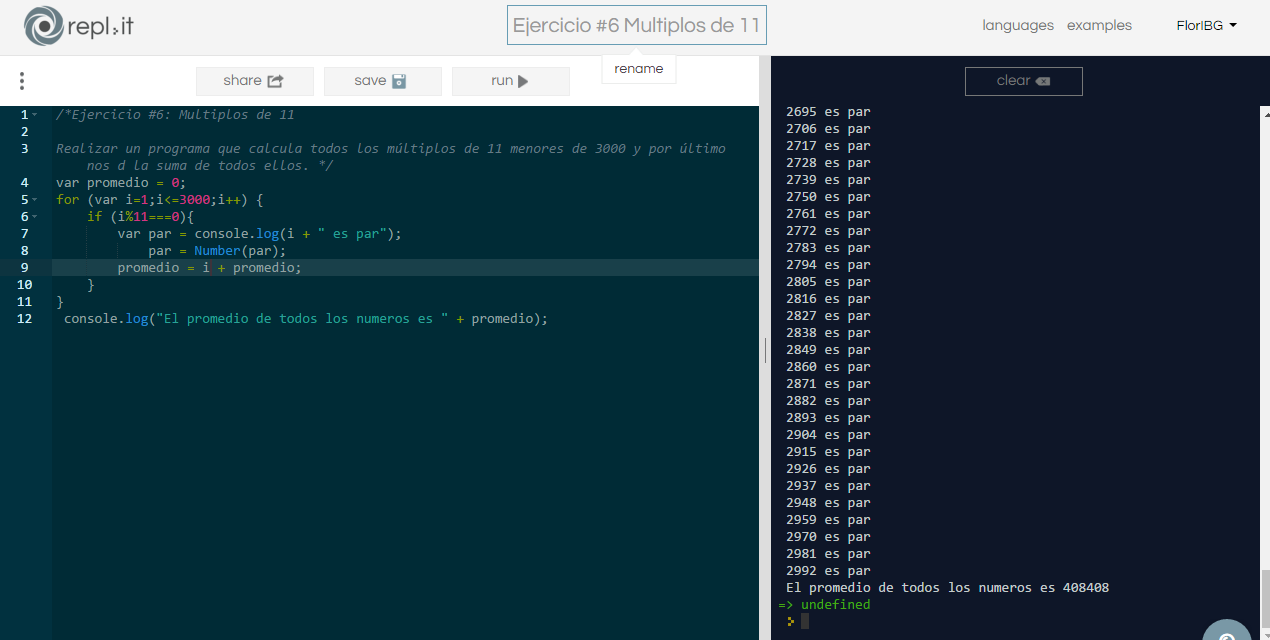 repl.it
Ejercicio #6 Multiplos de 11
languages examples FlorIBG
rename
share save run
clear
1 /*Ejercicio #6: Multiplos de 11
2
3 Realizar un programa que calcula todos los múltiplos de 11 menores de 3000 y por último
nos d la suma de todos ellos. */
4 var promedio = 0;
5 for (var i=1;i<=3000;i++) {
6 if (i%11===0){
7 var par = console.log(i + " es par");
8 par = Number(par);
9 promedio = i + promedio;
10 }
11 }
12 console.log("El promedio de todos los numeros es " + promedio);
2695 es par
2706 es par
2717 es par
2728 es par
2739 es par
2750 es par
2761 es par
2772 es par
2783 es par
2794 es par
2805 es par
2816 es par
2827 es par
2838 es par
2849 es par
2860 es par
2871 es par
2882 es par
2893 es par
2904 es par
2915 es par
2926 es par
2937 es par
2948 es par
2959 es par
2970 es par
2981 es par
2992 es par
El promedio de todos los numeros es 408408
=> undefined